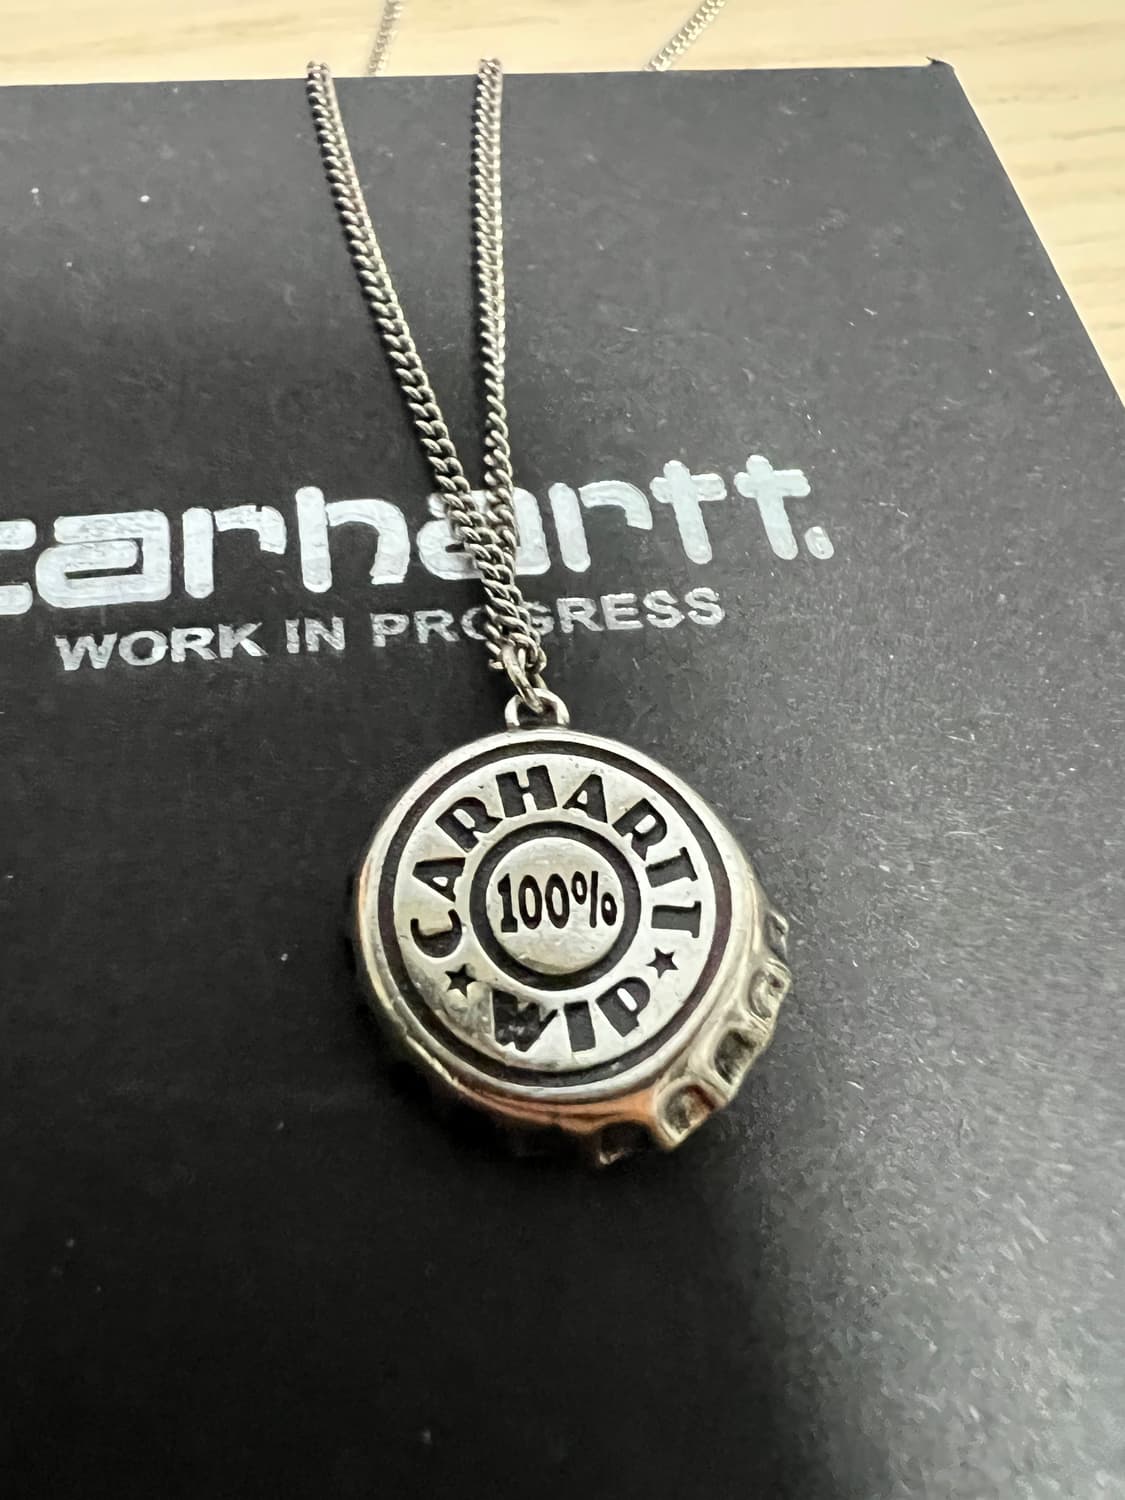 carhartt.
WORK IN PROGRESS
CARHARTT
100%
★ WIP ★